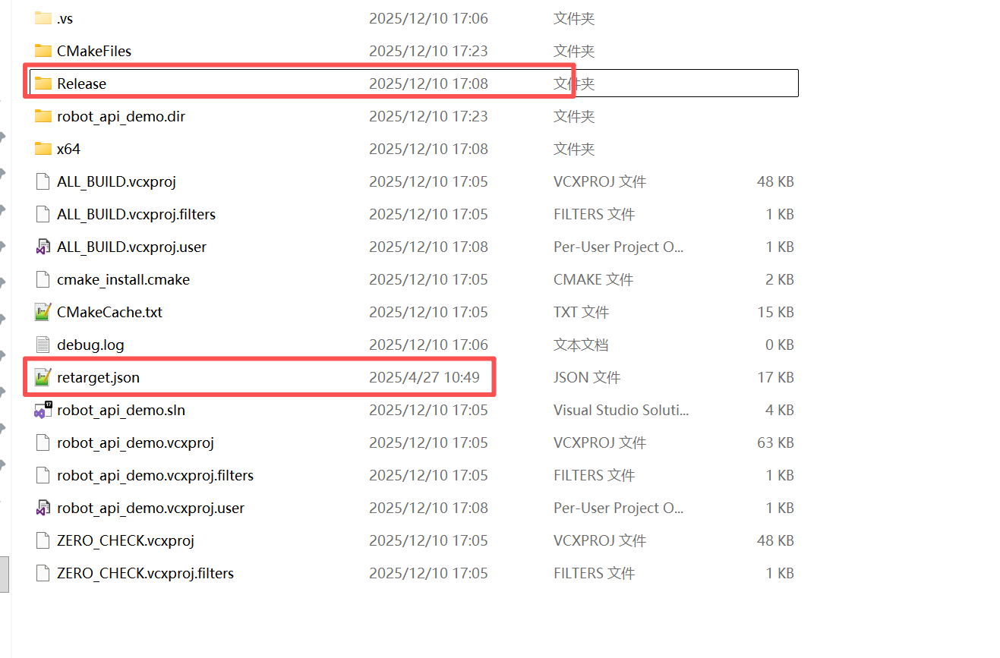 .vs 2025/12/10 17:06 文件夹
CMakeFiles 2025/12/10 17:23 文件夹
Release 2025/12/10 17:08 文件夹
robot_api_demo.dir 2025/12/10 17:23 文件夹
x64 2025/12/10 17:08 文件夹
ALL_BUILD.vcxproj 2025/12/10 17:05 VCXPROJ 文件 48 KB
ALL_BUILD.vcxproj.filters 2025/12/10 17:05 FILTERS 文件 1 KB
ALL_BUILD.vcxproj.user 2025/12/10 17:08 Per-User Project O... 1 KB
cmake_install.cmake 2025/12/10 17:05 CMAKE 文件 2 KB
CMakeCache.txt 2025/12/10 17:05 TXT 文件 15 KB
debug.log 2025/12/10 17:06 文本文档 0 KB
retarget.json 2025/4/27 10:49 JSON 文件 17 KB
robot_api_demo.sln 2025/12/10 17:05 Visual Studio Soluti... 4 KB
robot_api_demo.vcxproj 2025/12/10 17:05 VCXPROJ 文件 63 KB
robot_api_demo.vcxproj.filters 2025/12/10 17:05 FILTERS 文件 1 KB
robot_api_demo.vcxproj.user 2025/12/10 17:08 Per-User Project O... 1 KB
ZERO_CHECK.vcxproj 2025/12/10 17:05 VCXPROJ 文件 48 KB
ZERO_CHECK.vcxproj.filters 2025/12/10 17:05 FILTERS 文件 1 KB